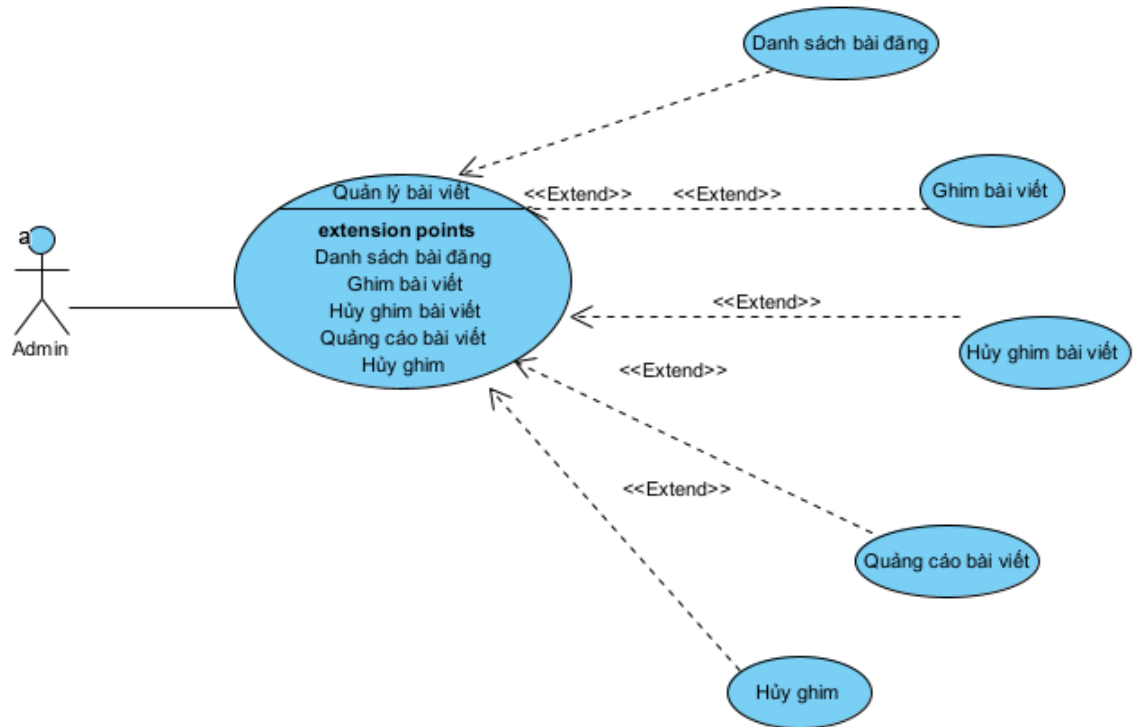 Danh sách bài đăng
Quản lý bài viết
<<Extend>>
<<Extend>>
Ghim bài viết
extension points
Danh sách bài đăng
Ghim bài viết
Hủy ghim bài viết
Quảng cáo bài viết
Hủy ghim
a
Admin
<<Extend>>
Hủy ghim bài viết
<<Extend>>
<<Extend>>
Quảng cáo bài viết
Hủy ghim